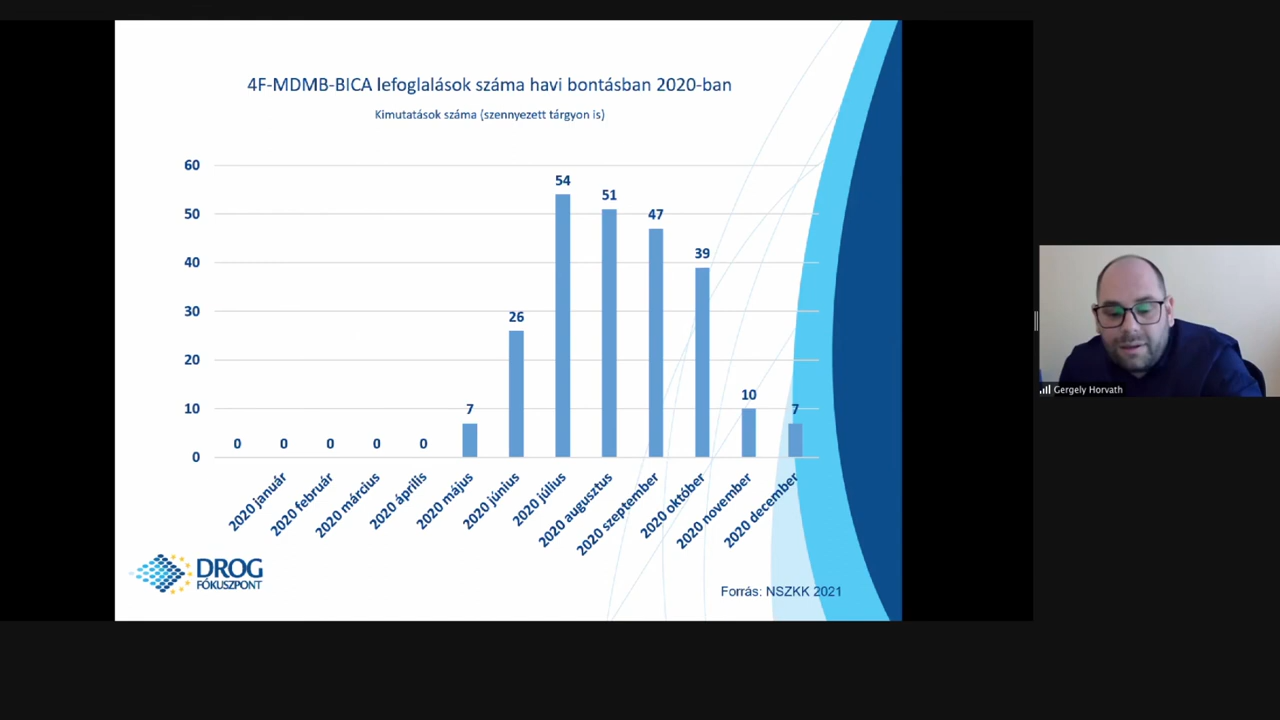 4F-MDMB-BICA lefoglalások száma havi bontásban 2020-ban
Kimutatások száma (szennyezett tárgyon is)
60
50
40
30
20
10
0
0
0
0
0
0
7
26
54
51
47
39
10
7
2020 január
2020 február
2020 március
2020 április
2020 május
2020 június
2020 július
2020 augusztus
2020 szeptember
2020 október
2020 november
2020 december
DROG
FÓKUSZPONT
Forrás: NSZKK 2021
Gergely Horvath